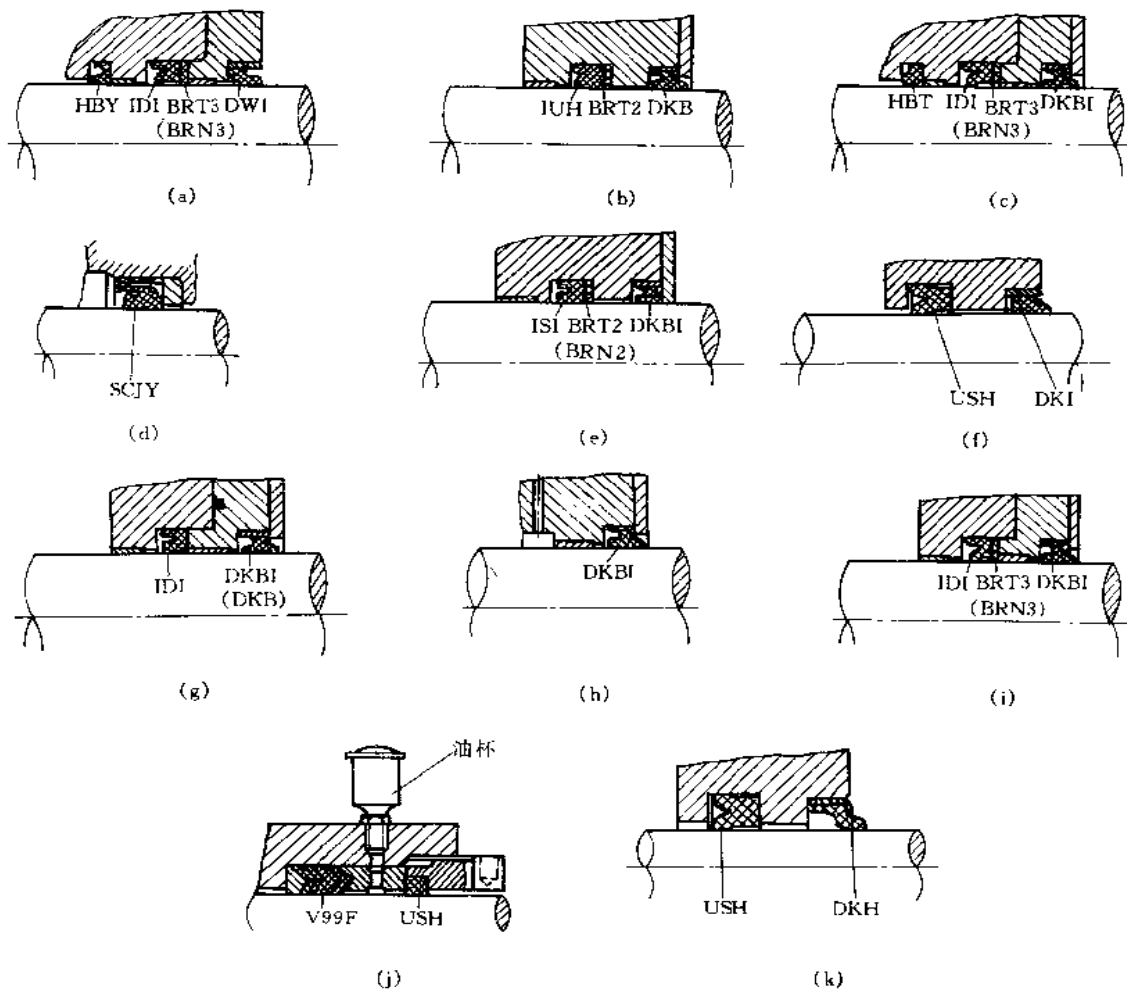 HBY IDI BRT3 DWI
(BRN3)
(a)
IUH BRT2 DKB
(b)
HBT IDI BRT3 DKBI
(BRN3)
(c)
SCJY
(d)
ISI BRT2 DKBI
(BRN2)
(e)
USH DKI
(f)
IDI DKBI
(DKB)
(g)
DKBI
(h)
IDI BRT3 DKBI
(BRN3)
(i)
油杯
V99F USH
(j)
USH DKH
(k)